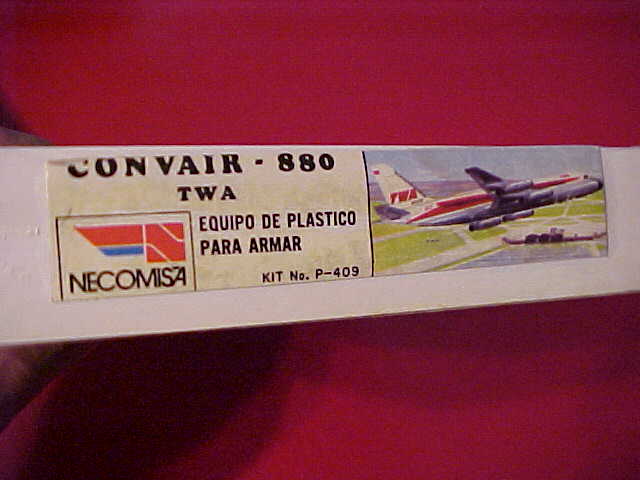 CONVAIR - 880
TWA
EQUIPO DE PLASTICO
PARA ARMAR
NECOMISA
KIT No. P-409
TWA